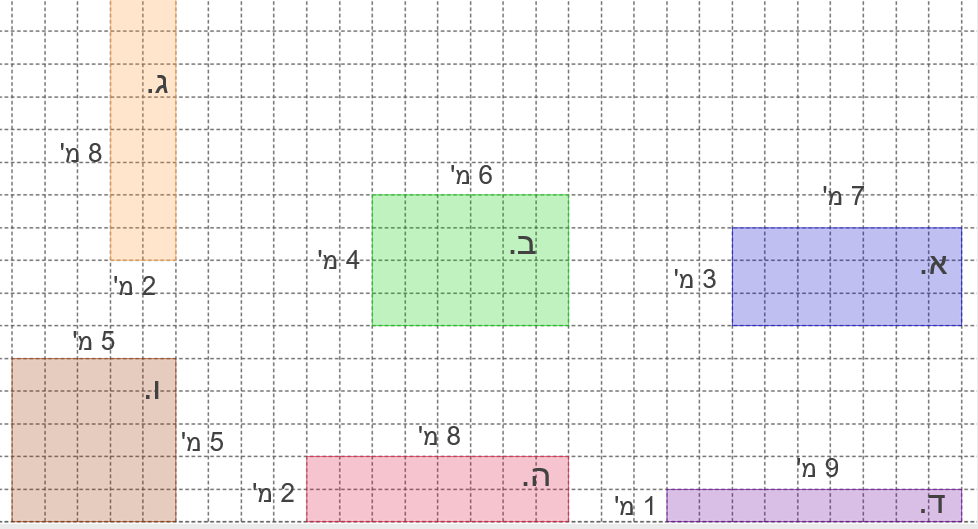 7 מ'
א.
3 מ'
6 מ'
ב.
4 מ'
ג.
8 מ'
2 מ'
9 מ'
ד.
1 מ'
8 מ'
ה.
2 מ'
5 מ'
ו.
5 מ'